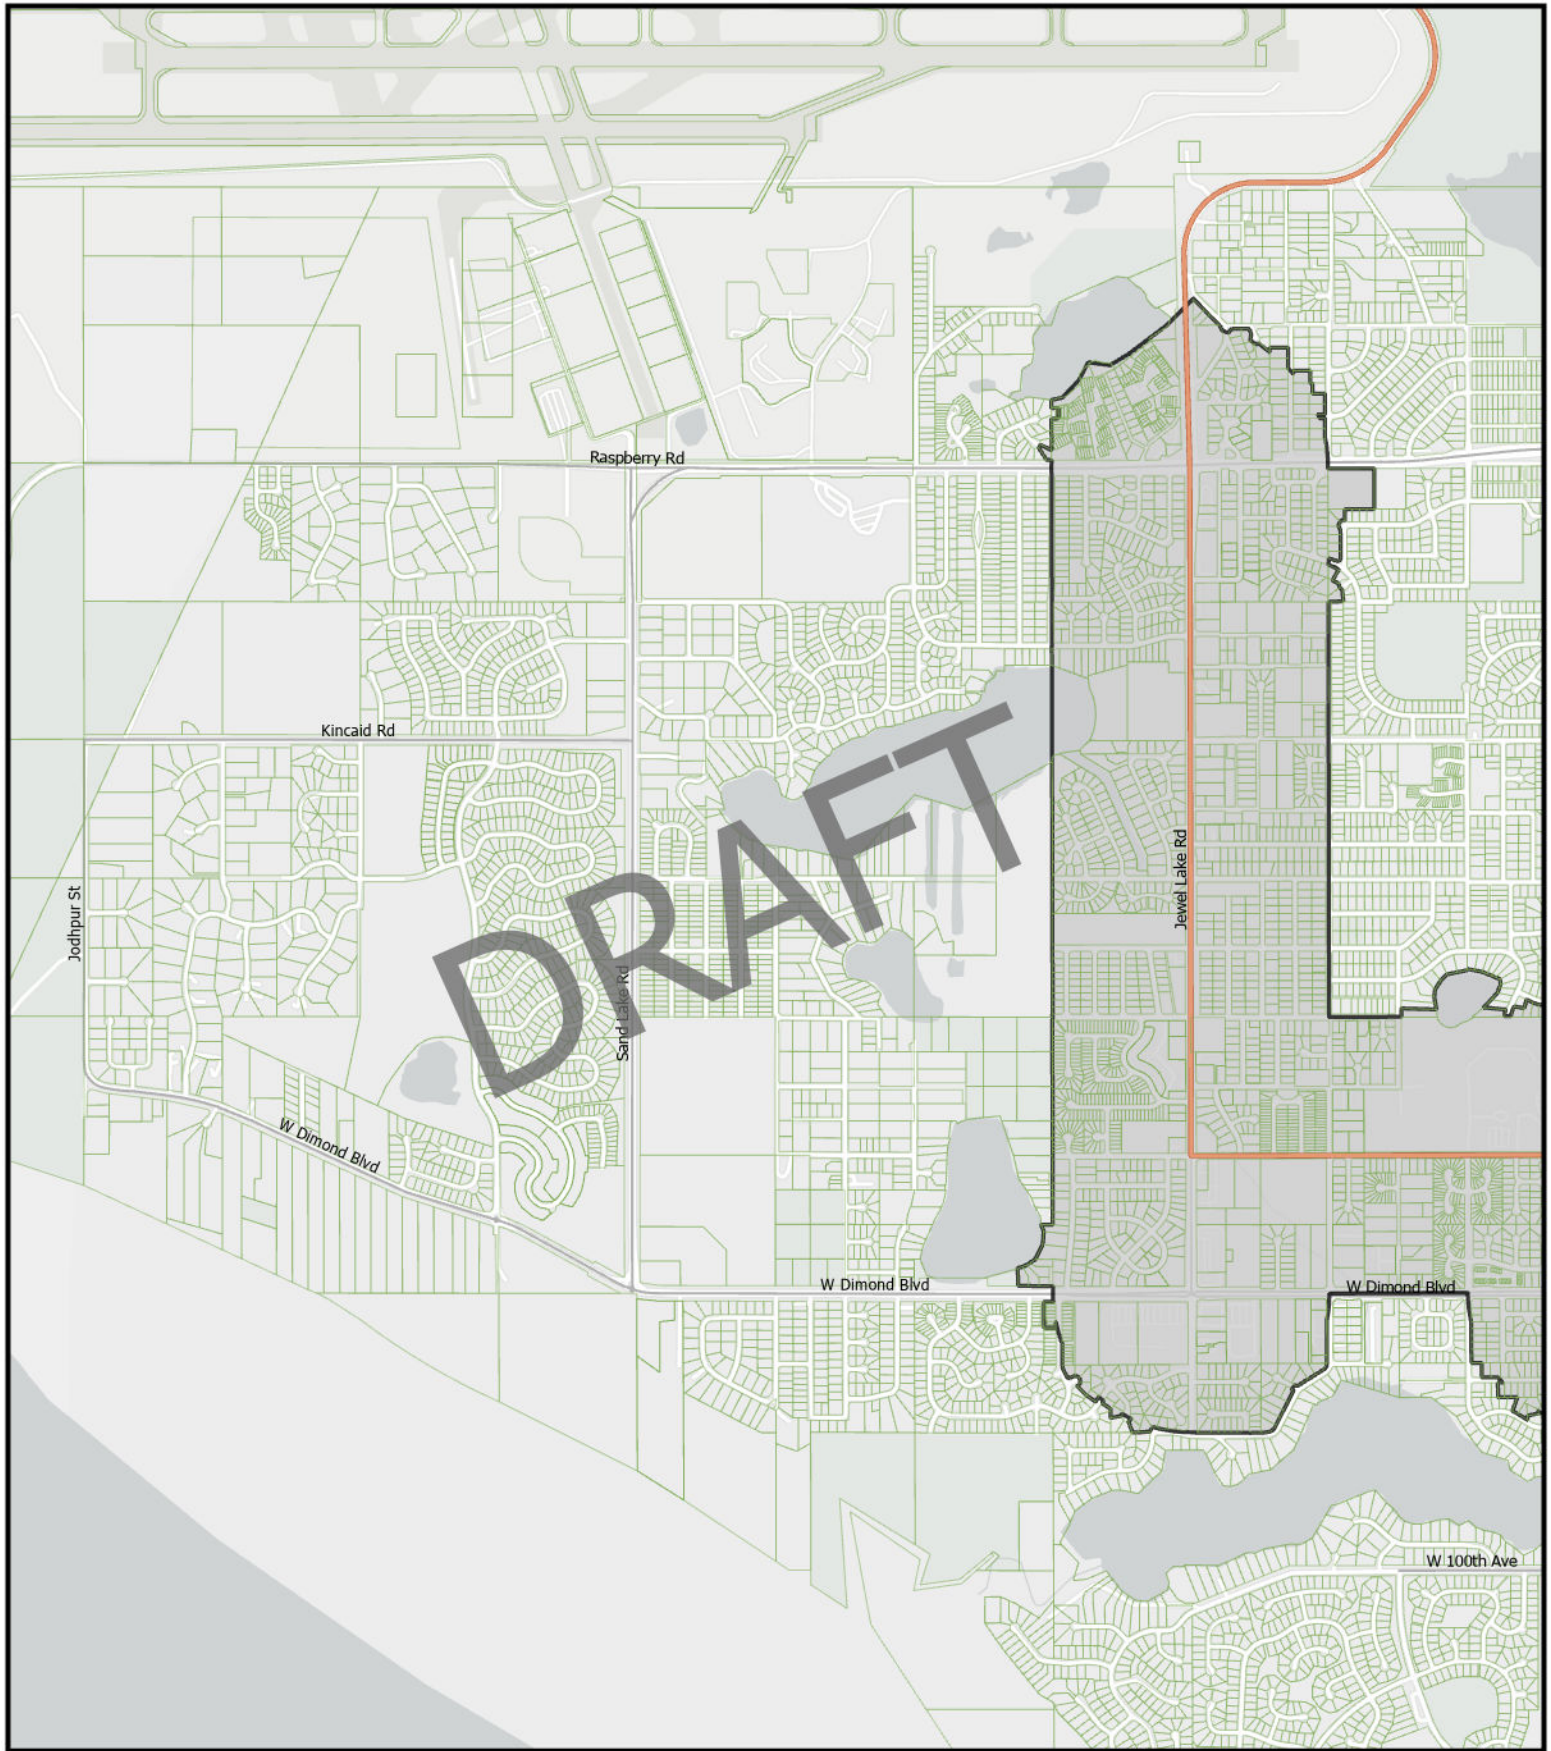 Raspberry Rd
Kincaid Rd
DRAFT
Jewel Lake Rd
Jodhpur St
Sand Lake Rd
W Dimond Blvd
W Dimond Blvd
W Dimond Blvd
W 100th Ave